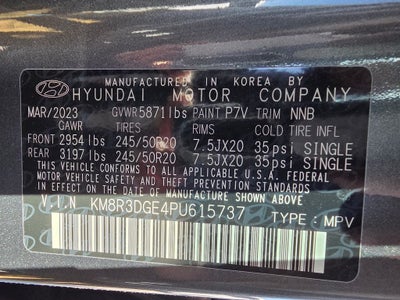 MANUFACTURED IN KOREA BY
HYUNDAI MOTOR COMPANY
MAR/2023 GVWR 5871 lbs PAINT P7V TRIM NNB
GAWR TIRES RIMS COLD TIRE INFL
FRONT 2954 lbs 245/50R20 7.5JX20 35psi SINGLE
REAR 3197 lbs 245/50R20 7.5JX20 35psi SINGLE
THIS VEHICLE CONFORMS TO ALL APPLICABLE U.S.A. FEDERAL
MOTOR VEHICLE SAFETY, BUMPER AND THEFT PREVENTION STANDARDS
IN EFFECT ON THE DATE OF MANUFACTURE SHOWN ABOVE.
V.I.N KM8R3DGE4PU615737 TYPE : MPV